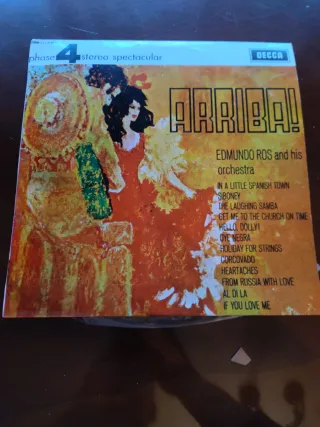 phase 4 stereo spectacular
DECCA
ARRIBA!
EDMUNDO ROS and his
orchestra
IN A LITTLE SPANISH TOWN
SIBONEY
THE LAUGHING SAMBA
GET ME TO THE CHURCH ON TIME
HELLO, DOLLY!
OYE NEGRA
HOLIDAY FOR STRINGS
CORCOVADO
HEARTACHES
FROM RUSSIA WITH LOVE
AL DI LA
IF YOU LOVE ME